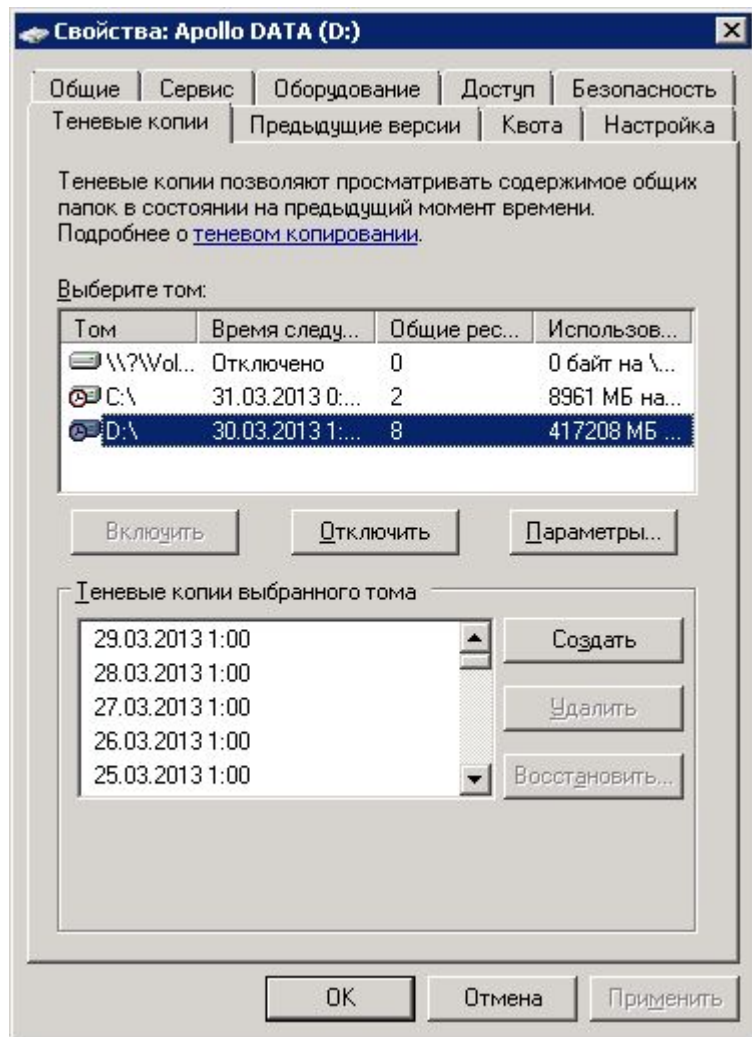 Свойства: Apollo DATA (D:)
Общие Сервис Оборудование Доступ Безопасность
Теневые копии Предыдущие версии Квота Настройка
Теневые копии позволяют просматривать содержимое общих
папок в состоянии на предыдущий момент времени.
Подробнее о теневом копировании.
Выберите том:
Том Время следу... Общие рес... Использов...
\\?\Vol... Отключено 0 0 байт на \...
C:\ 31.03.2013 0:... 2 8961 МБ на...
D:\ 30.03.2013 1:... 8 417208 МБ ...
Включить Отключить Параметры...
Теневые копии выбранного тома
29.03.2013 1:00
28.03.2013 1:00
27.03.2013 1:00
26.03.2013 1:00
25.03.2013 1:00
Создать
Удалить
Восстановить...
OK Отмена Применить